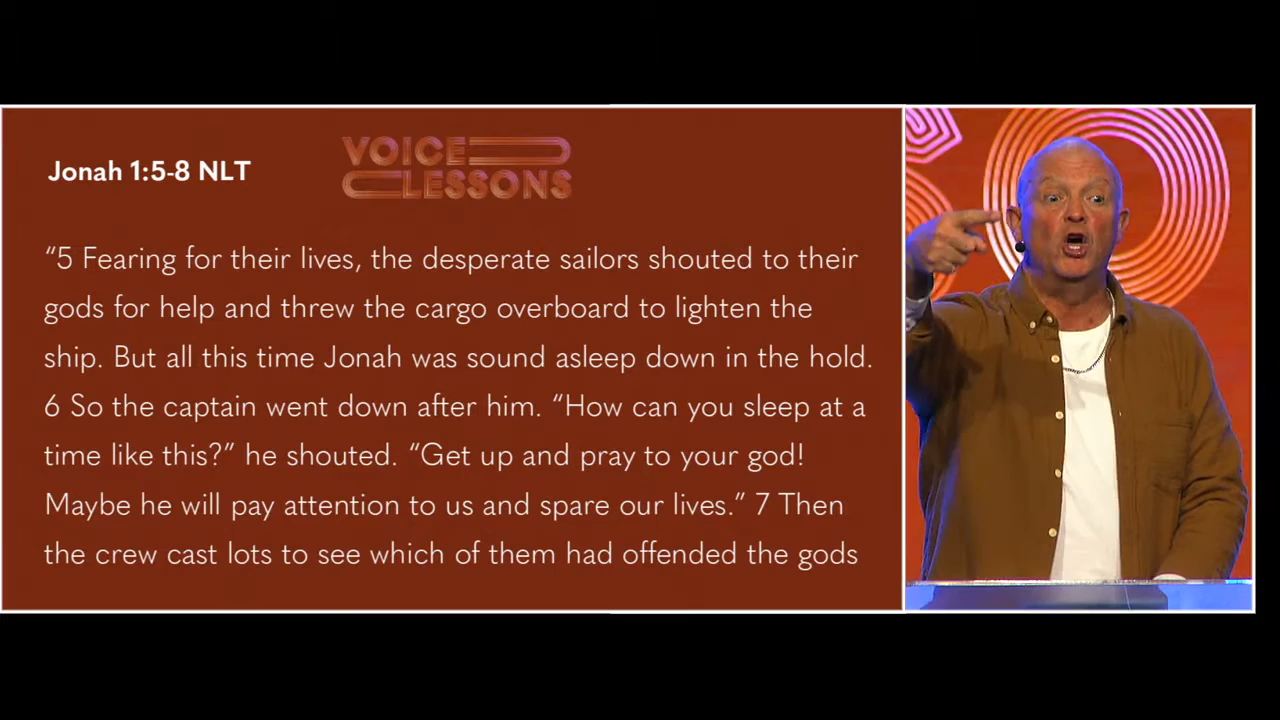 Jonah 1:5-8 NLT
VOICE
LESSONS
“5 Fearing for their lives, the desperate sailors shouted to their
gods for help and threw the cargo overboard to lighten the
ship. But all this time Jonah was sound asleep down in the hold.
6 So the captain went down after him. “How can you sleep at a
time like this?” he shouted. “Get up and pray to your god!
Maybe he will pay attention to us and spare our lives.” 7 Then
the crew cast lots to see which of them had offended the gods